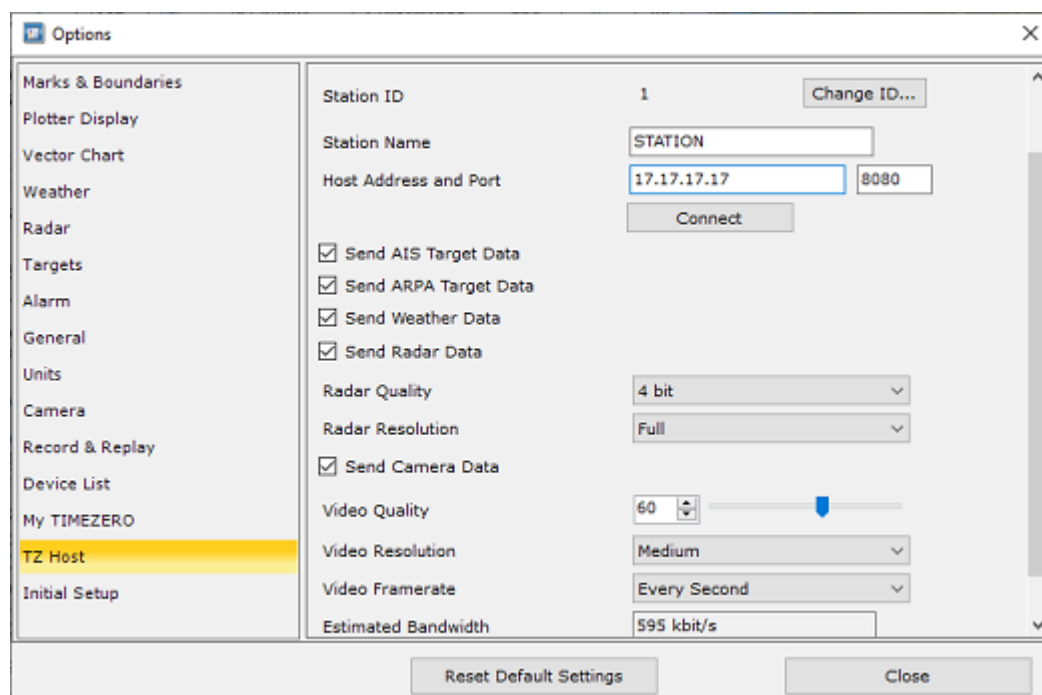 Options
Marks & Boundaries
Plotter Display
Vector Chart
Weather
Radar
Targets
Alarm
General
Units
Camera
Record & Replay
Device List
My TIMEZERO
TZ Host
Initial Setup
Station ID 1 Change ID...
Station Name STATION
Host Address and Port 17.17.17.17 8080
Connect
Send AIS Target Data
Send ARPA Target Data
Send Weather Data
Send Radar Data
Radar Quality 4 bit
Radar Resolution Full
Send Camera Data
Video Quality 60
Video Resolution Medium
Video Framerate Every Second
Estimated Bandwidth 595 kbit/s
Reset Default Settings Close